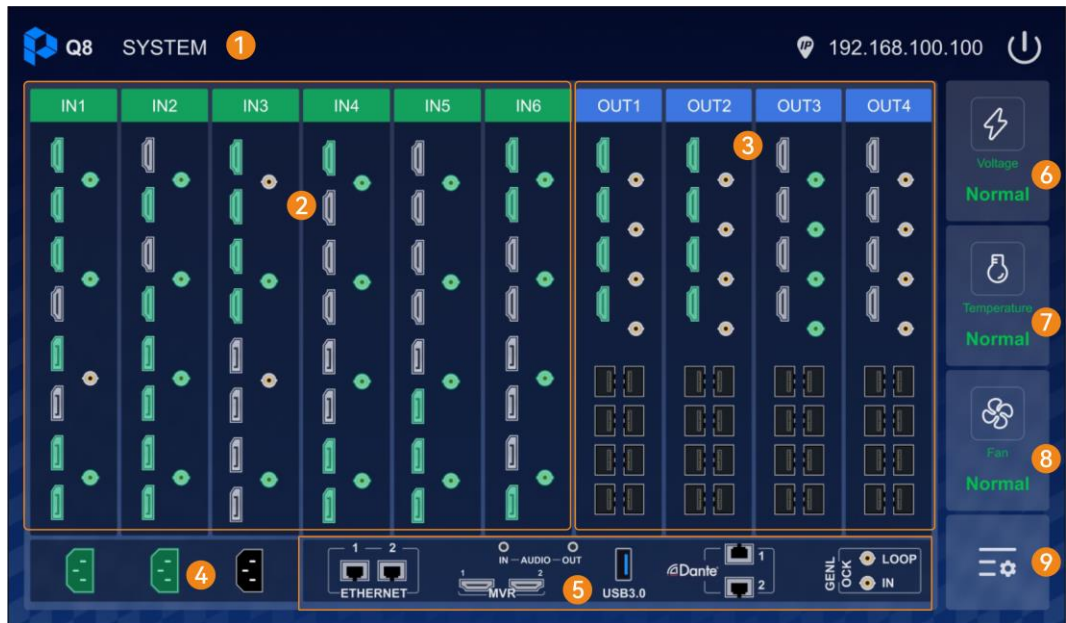 Q8 SYSTEM 1 IP 192.168.100.100
IN1 IN2 IN3 IN4 IN5 IN6 OUT1 OUT2 OUT3 OUT4
3
Voltage
6
Normal
2
Temperature
7
Normal
Fan
8
Normal
4
1 2
ETHERNET
IN AUDIO OUT
1 2
MVR
5
USB3.0
Dante
1
2
GENL
OCK
LOOP
IN
9